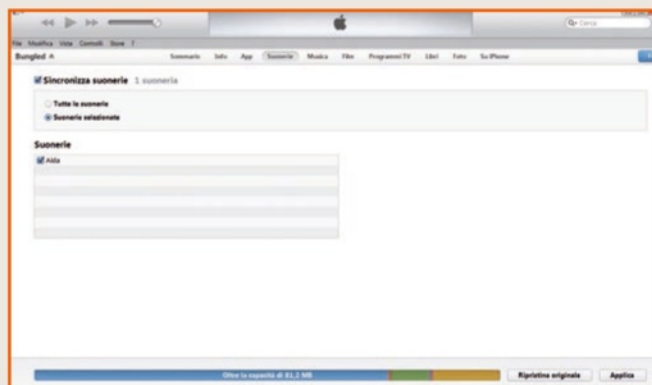 Cerca
File Modifica Vista Controlli Store ?
Bungled Sommario Info App Suonerie Musica Film Programmi TV Libri Foto Su iPhone
Sincronizza suonerie 1 suoneria
Tutte le suonerie
Suonerie selezionate
Suonerie
Aida
Oltre la capacità di 81,2 MB Ripristina originale Applica